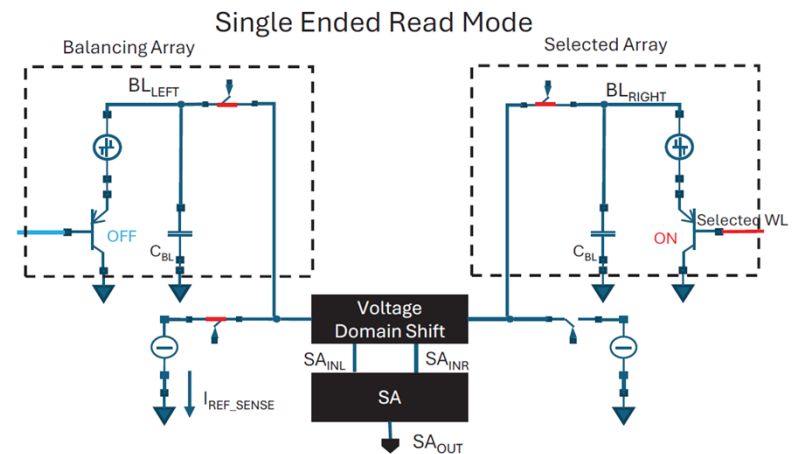 Single Ended Read Mode
Balancing Array
Selected Array
BLLEFT
BLRIGHT
OFF
CBL
Selected WL
ON
CBL
Voltage
Domain Shift
SAINL
SAINR
IREF_SENSE
SA
SAOUT